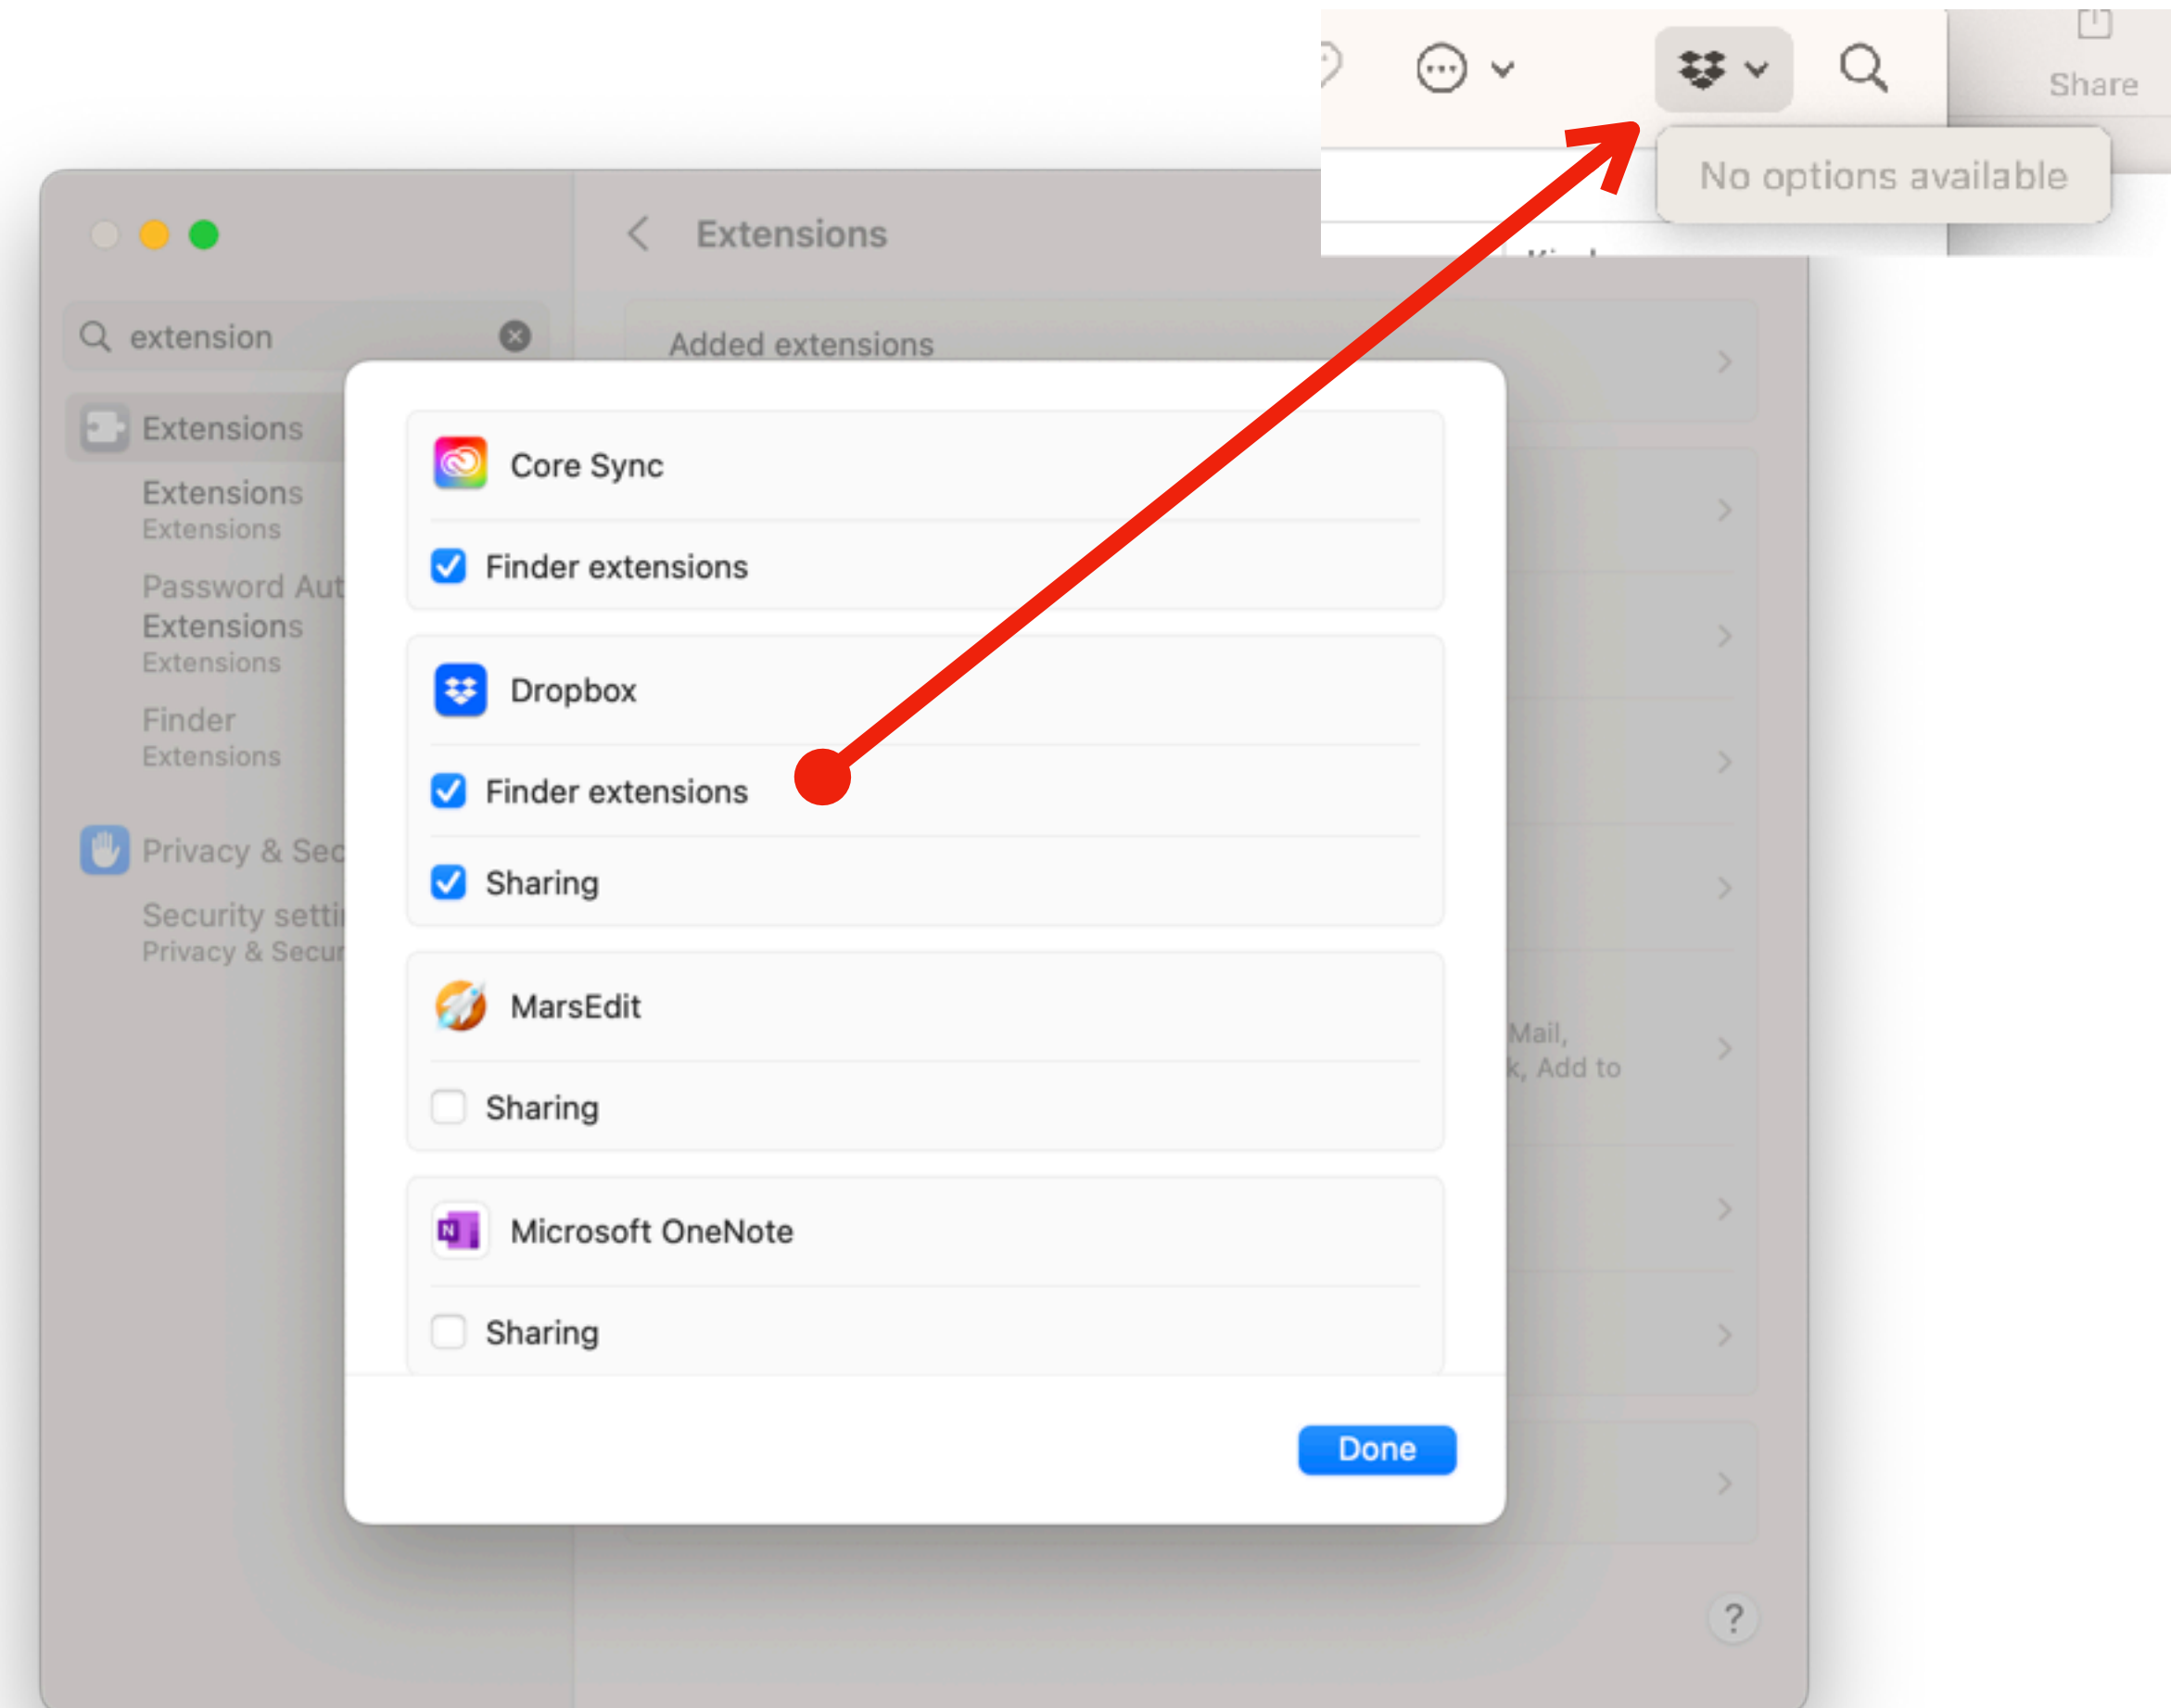 Share
No options available
Extensions
extension
Added extensions
Extensions
Extensions
Extensions
Password Aut
Extensions
Extensions
Finder
Extensions
Privacy & Sec
Security setti
Privacy & Secur
Core Sync
Finder extensions
Dropbox
Finder extensions
Sharing
MarsEdit
Sharing
N
Microsoft OneNote
Sharing
Mail,
k, Add to
Done
?